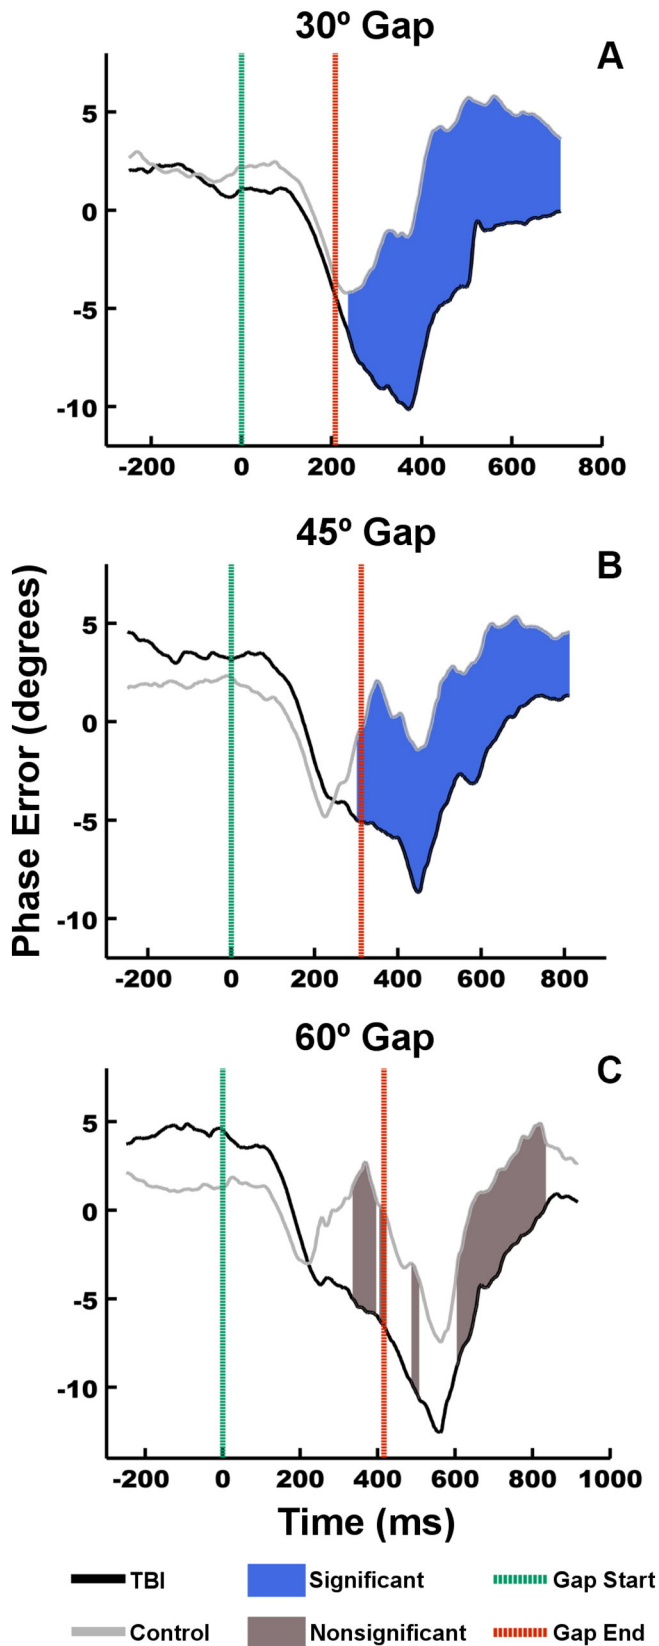 30º Gap
A
5
0
-5
-10
-200 0 200 400 600 800
45º Gap
B
5
0
-5
-10
-200 0 200 400 600 800
Phase Error (degrees)
60º Gap
C
5
0
-5
-10
-200 0 200 400 600 800 1000
Time (ms)
TBI Significant Gap Start
Control Nonsignificant Gap End